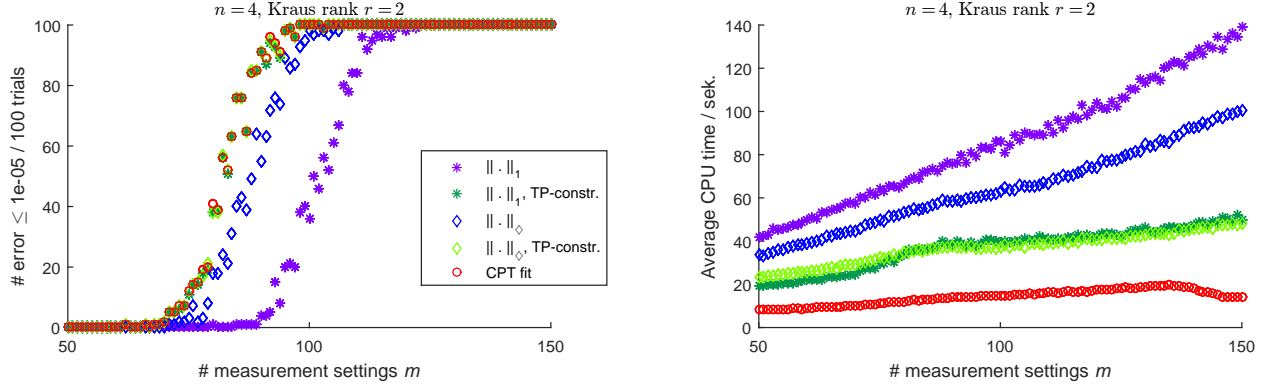 n = 4, Kraus rank r = 2
# error ≤ 1e-05 / 100 trials
100
80
60
40
20
0
50
100
150
# measurement settings m
‖ . ‖₁
‖ . ‖₁, TP-constr.
‖ . ‖◇
‖ . ‖◇, TP-constr.
CPT fit
n = 4, Kraus rank r = 2
Average CPU time / sek.
140
120
100
80
60
40
20
0
50
100
150
# measurement settings m